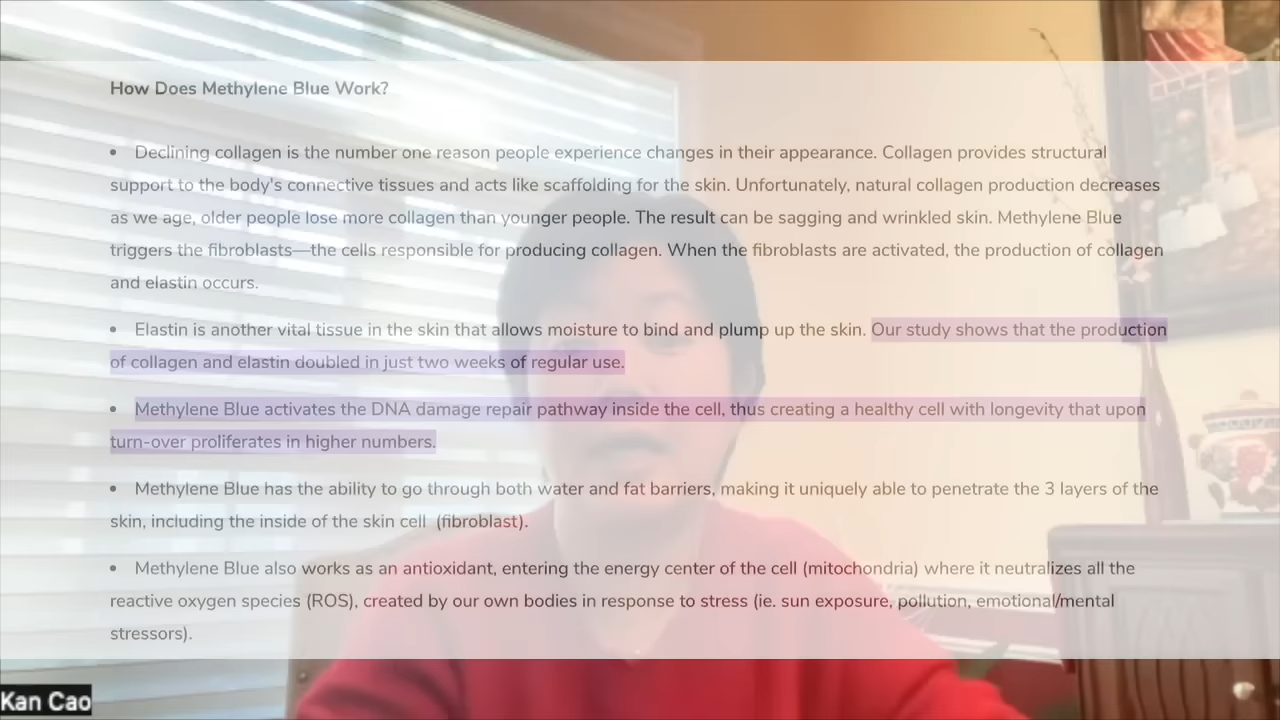 How Does Methylene Blue Work?
• Declining collagen is the number one reason people experience changes in their appearance. Collagen provides structural
support to the body's connective tissues and acts like scaffolding for the skin. Unfortunately, natural collagen production decreases
as we age, older people lose more collagen than younger people. The result can be sagging and wrinkled skin. Methylene Blue
triggers the fibroblasts—the cells responsible for producing collagen. When the fibroblasts are activated, the production of collagen
and elastin occurs.
• Elastin is another vital tissue in the skin that allows moisture to bind and plump up the skin. Our study shows that the production
of collagen and elastin doubled in just two weeks of regular use.
• Methylene Blue activates the DNA damage repair pathway inside the cell, thus creating a healthy cell with longevity that upon
turn-over proliferates in higher numbers.
• Methylene Blue has the ability to go through both water and fat barriers, making it uniquely able to penetrate the 3 layers of the
skin, including the inside of the skin cell (fibroblast).
• Methylene Blue also works as an antioxidant, entering the energy center of the cell (mitochondria) where it neutralizes all the
reactive oxygen species (ROS), created by our own bodies in response to stress (ie. sun exposure, pollution, emotional/mental
stressors).
Kan Cao